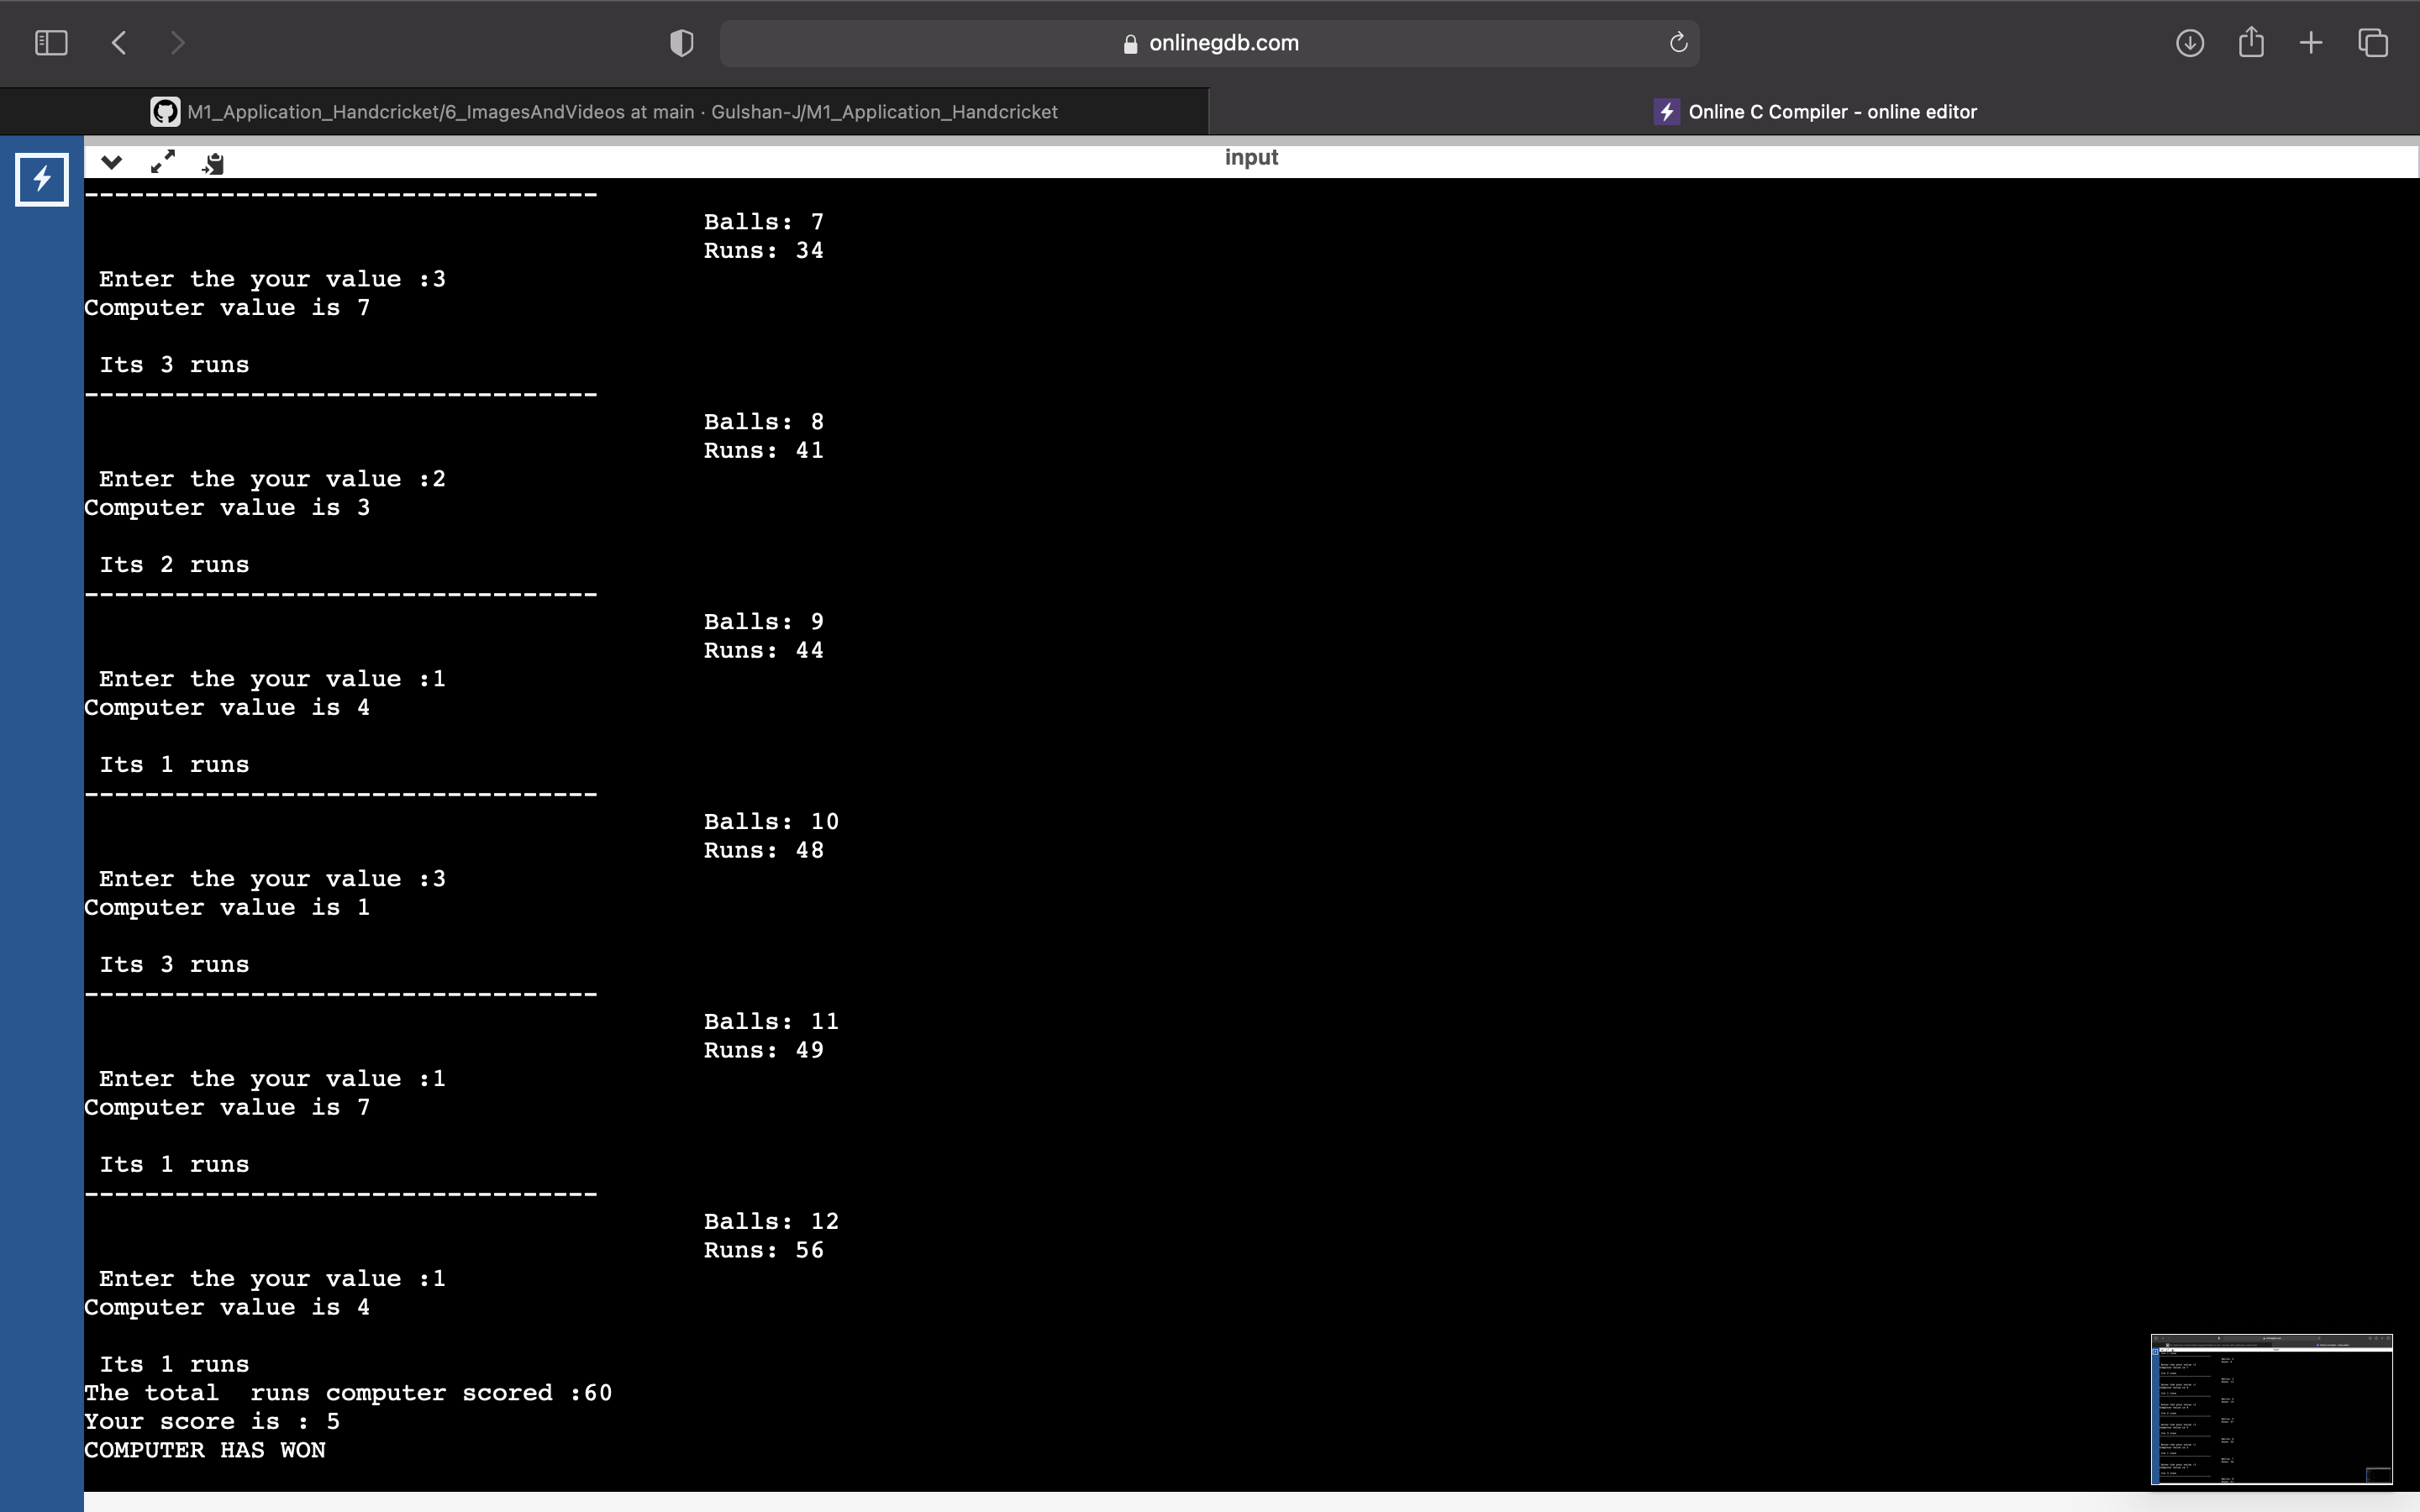 onlinegdb.com
M1_Application_Handcricket/6_ImagesAndVideos at main · Gulshan-J/M1_Application_Handcricket
Online C Compiler - online editor
input
----------------------------------
Balls: 7
Runs: 34
Enter the your value :3
Computer value is 7
Its 3 runs
----------------------------------
Balls: 8
Runs: 41
Enter the your value :2
Computer value is 3
Its 2 runs
----------------------------------
Balls: 9
Runs: 44
Enter the your value :1
Computer value is 4
Its 1 runs
----------------------------------
Balls: 10
Runs: 48
Enter the your value :3
Computer value is 1
Its 3 runs
----------------------------------
Balls: 11
Runs: 49
Enter the your value :1
Computer value is 7
Its 1 runs
----------------------------------
Balls: 12
Runs: 56
Enter the your value :1
Computer value is 4
Its 1 runs
The total  runs computer scored :60
Your score is : 5
COMPUTER HAS WON